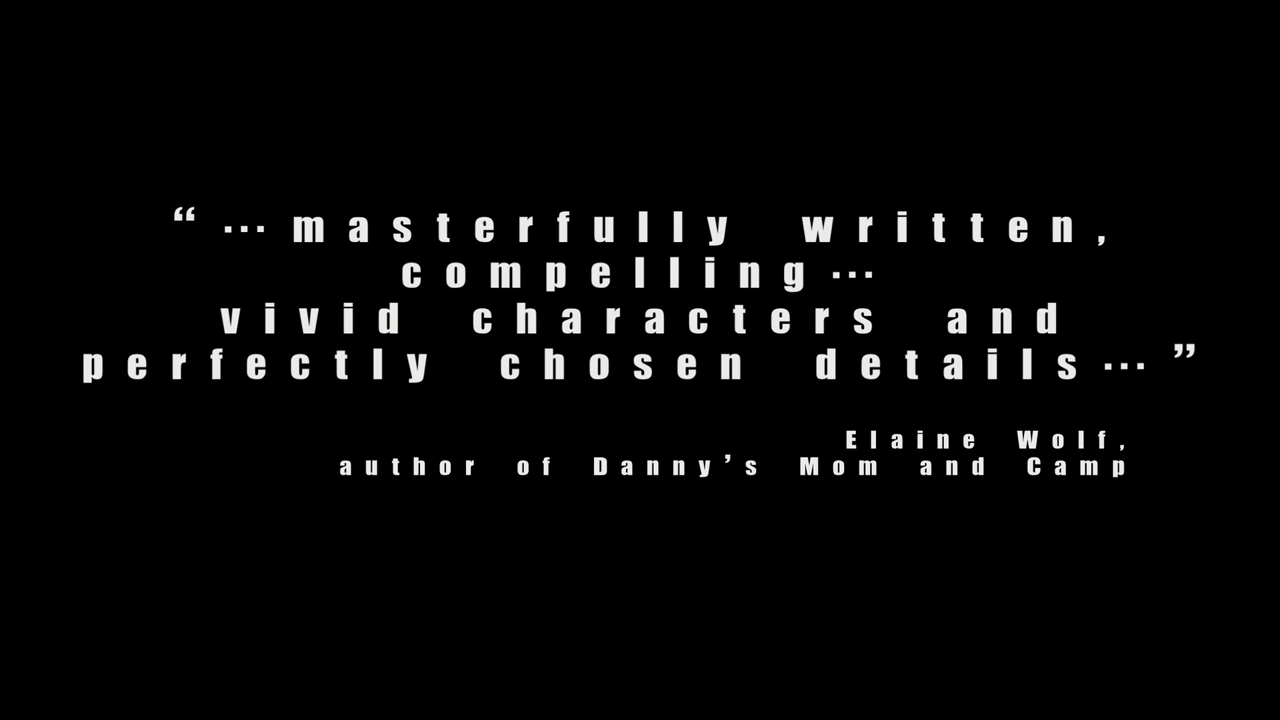 “…masterfully written,
compelling…
vivid characters and
perfectly chosen details…”
Elaine Wolf,
author of Danny’s Mom and Camp